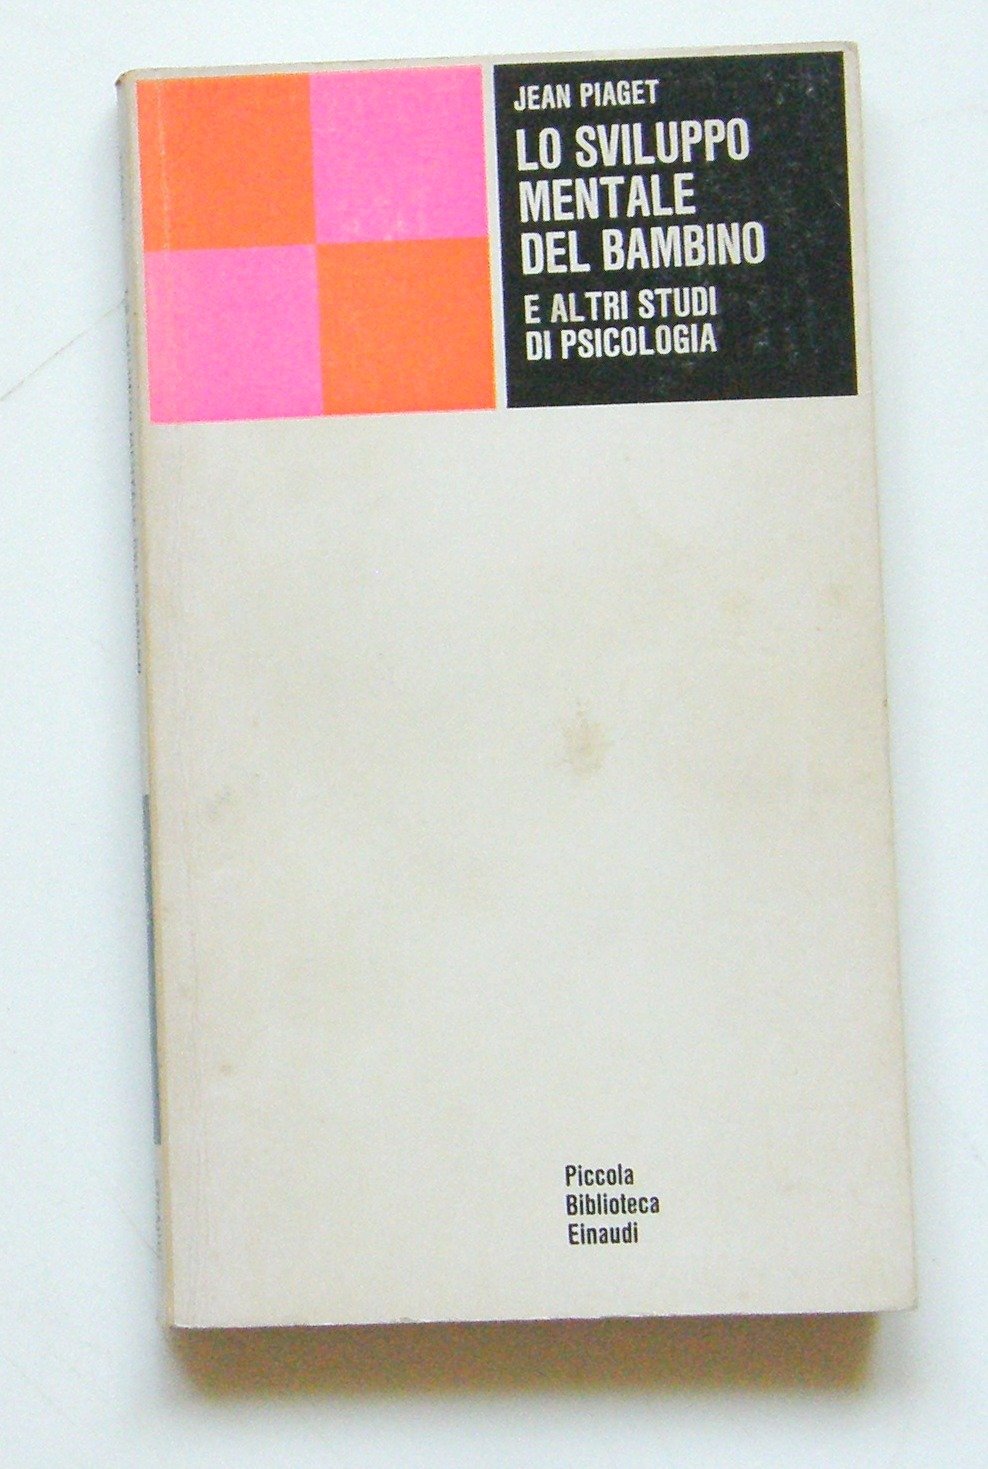 JEAN PIAGET
LO SVILUPPO
MENTALE
DEL BAMBINO
E ALTRI STUDI
DI PSICOLOGIA
Piccola
Biblioteca
Einaudi